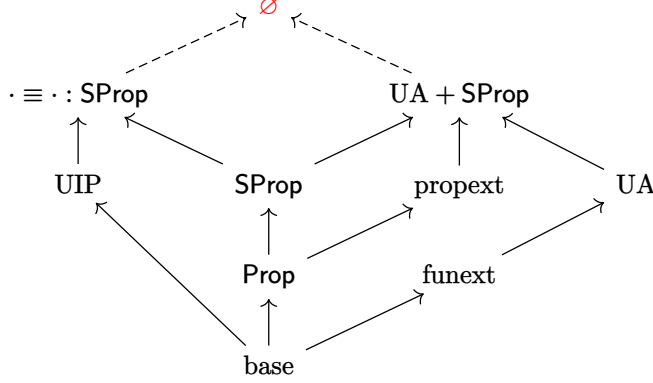 ∅
· ≡ · : SProp UA + SProp
UIP SProp propext UA
Prop funext
base